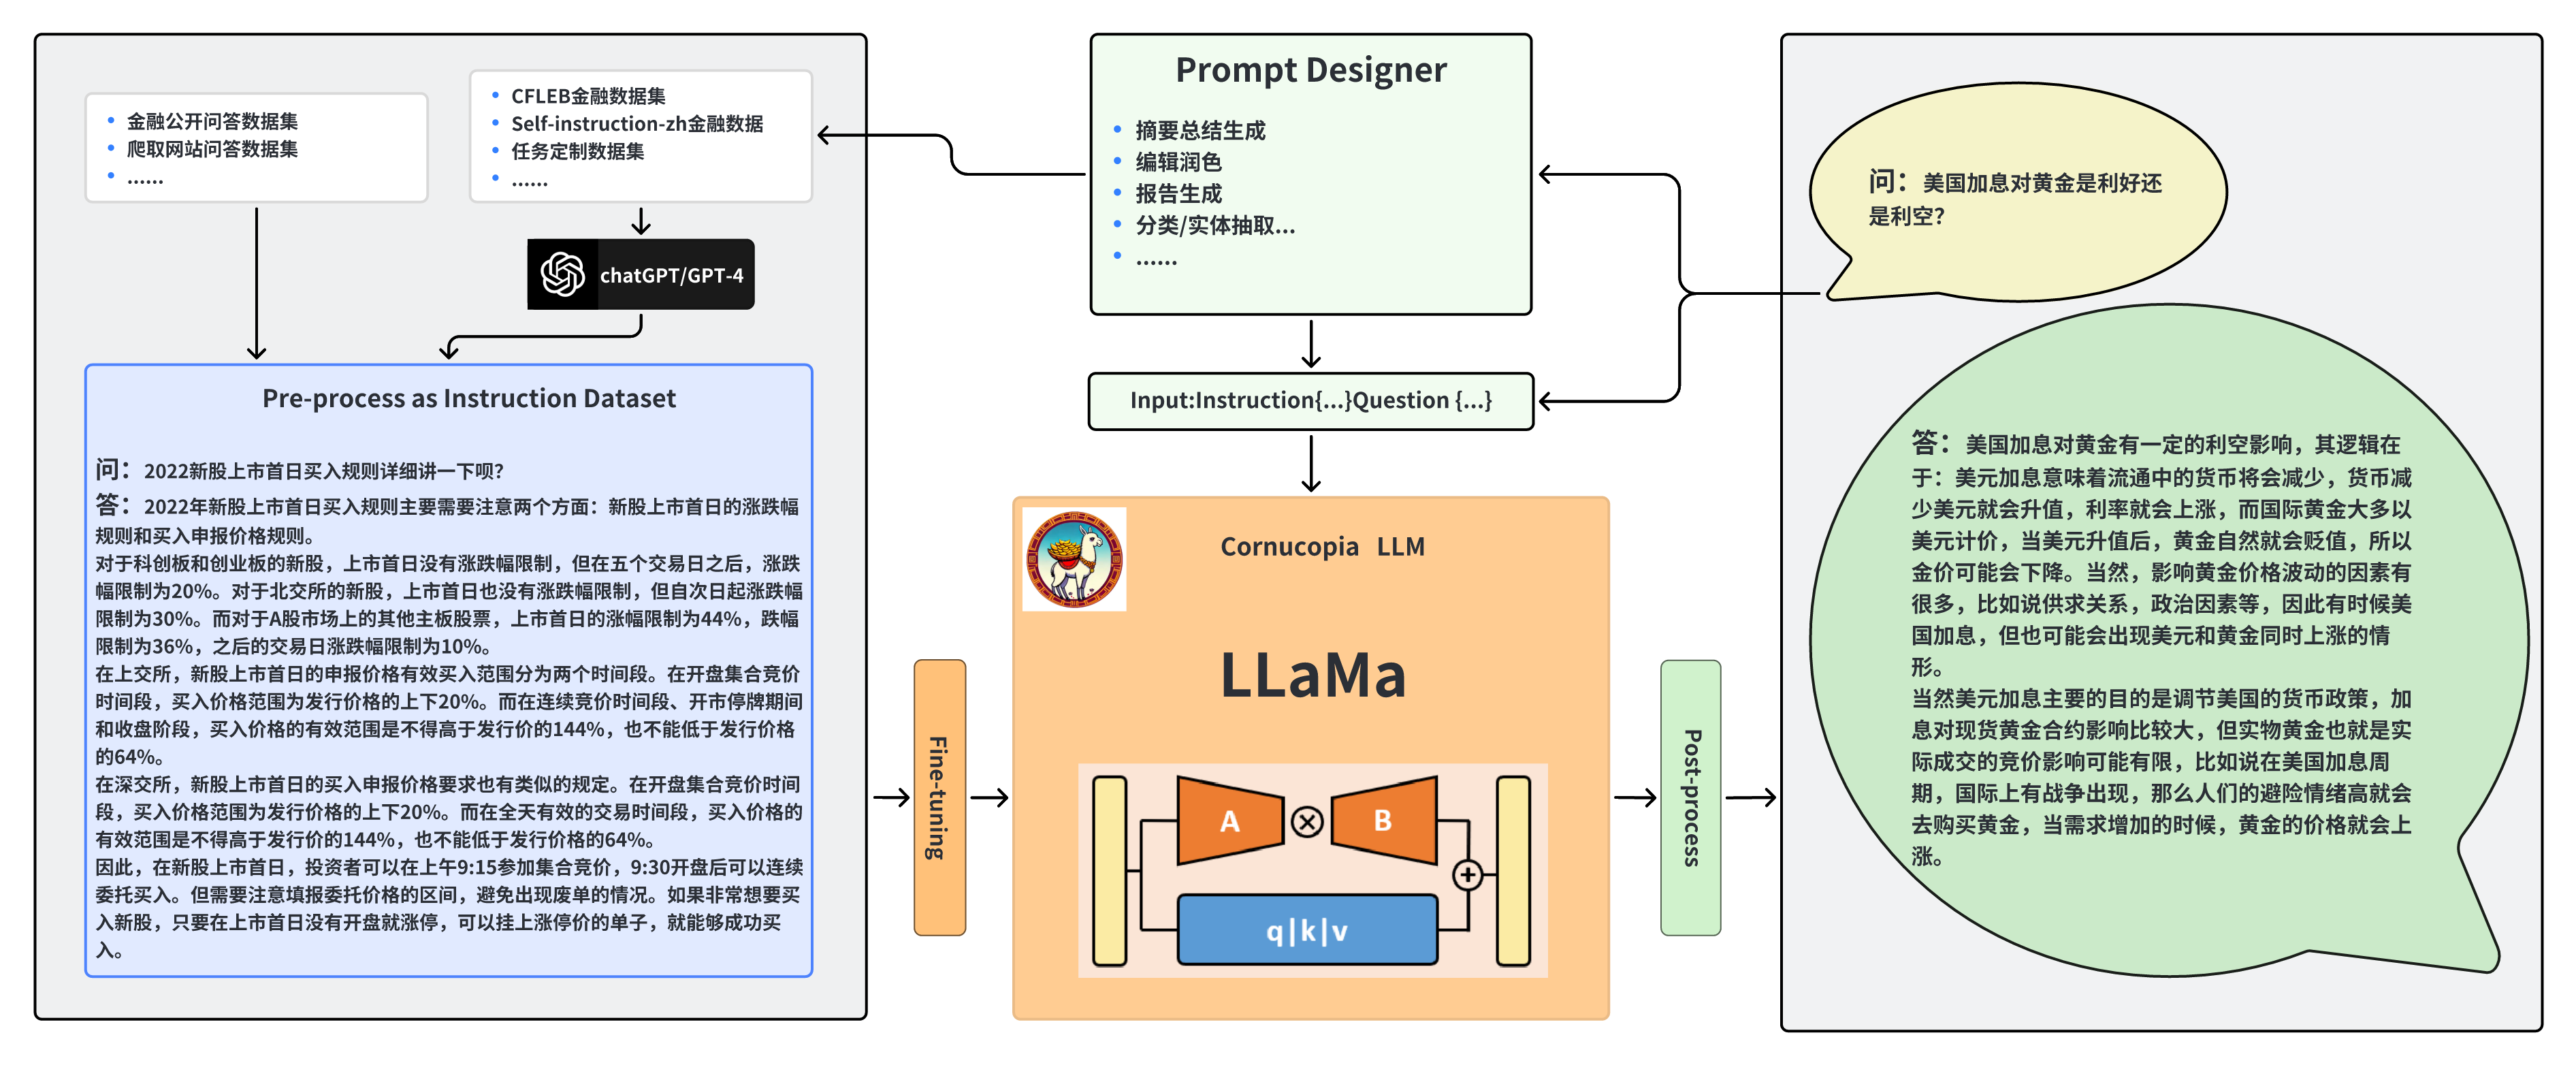 金融公开问答数据集
爬取网站问答数据集
......
CFLEB金融数据集
Self-instruction-zh金融数据
任务定制数据集
......
chatGPT/GPT-4
Pre-process as Instruction Dataset
问：2022新股上市首日买入规则详细讲一下呗？
答：2022年新股上市首日买入规则主要需要注意两个方面：新股上市首日的涨跌幅
规则和买入申报价格规则。
对于科创板和创业板的新股，上市首日没有涨跌幅限制，但在五个交易日之后，涨跌
幅限制为20%。对于北交所的新股，上市首日也没有涨跌幅限制，但自次日起涨跌幅
限制为30%。而对于A股市场上的其他主板股票，上市首日的涨幅限制为44%，跌幅
限制为36%，之后的交易日涨跌幅限制为10%。
在上交所，新股上市首日的申报价格有效买入范围分为两个时间段。在开盘集合竞价
时间段，买入价格范围为发行价格的上下20%。而在连续竞价时间段、开市停牌期间
和收盘阶段，买入价格的有效范围是不得高于发行价的144%，也不能低于发行价格
的64%。
在深交所，新股上市首日的买入申报价格要求也有类似的规定。在开盘集合竞价时间
段，买入价格范围为发行价格的上下20%。而在全天有效的交易时间段，买入价格的
有效范围是不得高于发行价的144%，也不能低于发行价格的64%。
因此，在新股上市首日，投资者可以在上午9:15参加集合竞价，9:30开盘后可以连续
委托买入。但需要注意填报委托价格的区间，避免出现废单的情况。如果非常想要买
入新股，只要在上市首日没有开盘就涨停，可以挂上涨停价的单子，就能够成功买
入。
Fine-tuning
Prompt Designer
摘要总结生成
编辑润色
报告生成
分类/实体抽取...
......
Input:Instruction{...}Question {...}
Cornucopia LLM
LLaMa
A
B
q|k|v
Post-process
问：美国加息对黄金是利好还
是利空？
答：美国加息对黄金有一定的利空影响，其逻辑在
于：美元加息意味着流通中的货币将会减少，货币减
少美元就会升值，利率就会上涨，而国际黄金大多以
美元计价，当美元升值后，黄金自然就会贬值，所以
金价可能会下降。当然，影响黄金价格波动的因素有
很多，比如说供求关系，政治因素等，因此有时候美
国加息，但也可能会出现美元和黄金同时上涨的情
形。
当然美元加息主要的目的是调节美国的货币政策，加
息对现货黄金合约影响比较大，但实物黄金也就是实
际成交的竞价影响可能有限，比如说在美国加息周
期，国际上有战争出现，那么人们的避险情绪高就会
去购买黄金，当需求增加的时候，黄金的价格就会上
涨。